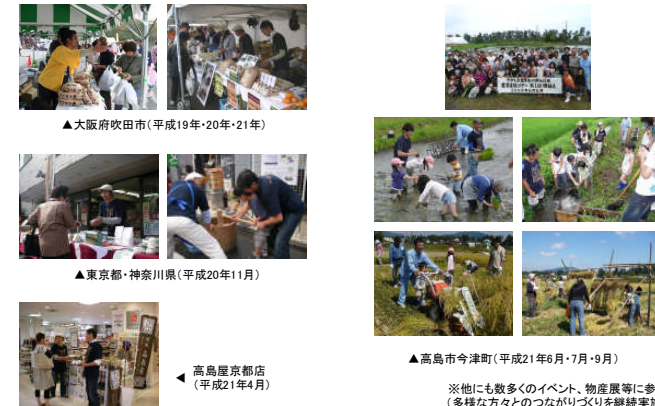 ▲大阪府吹田市(平成19年・20年・21年)
▲東京都・神奈川県(平成20年11月)
◀ 高島屋京都店
(平成21年4月)
▲高島市今津町(平成21年6月・7月・9月)
※他にも数多くのイベント、物産展等に参
(多様な方々とのつながりづくりを継続実施